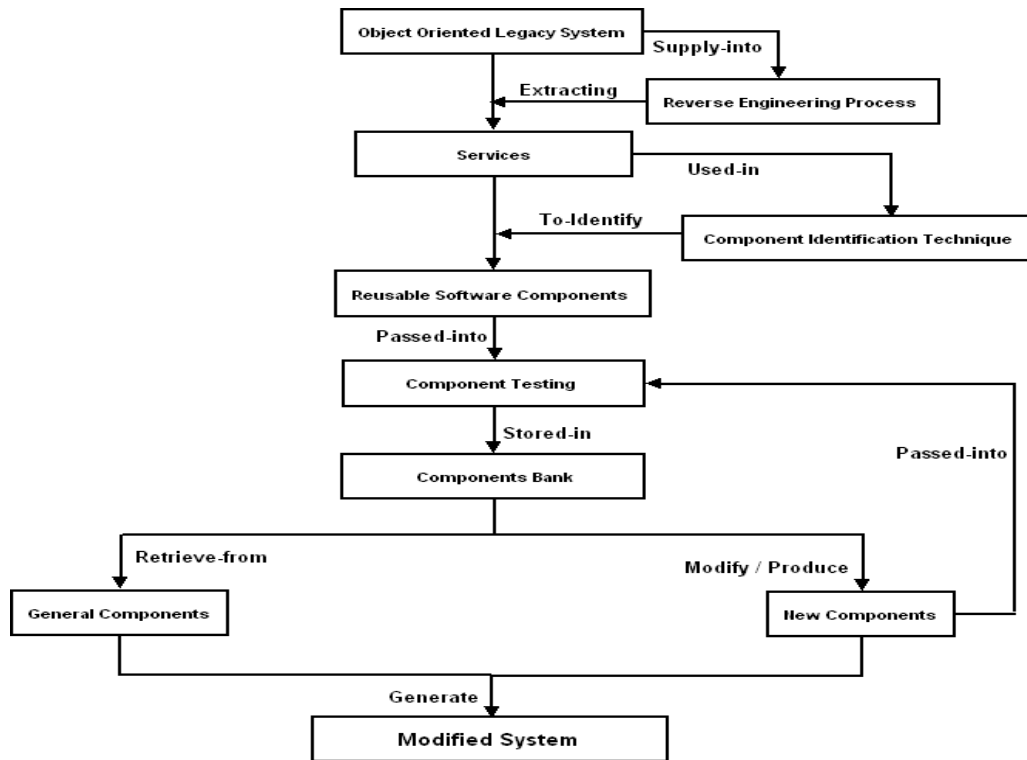 Object Oriented Legacy System
Supply-into
Extracting
Reverse Engineering Process
Services
Used-in
To-Identify
Component Identification Technique
Reusable Software Components
Passed-into
Component Testing
Stored-in
Passed-into
Components Bank
Retrieve-from
Modify / Produce
General Components
New Components
Generate
Modified System